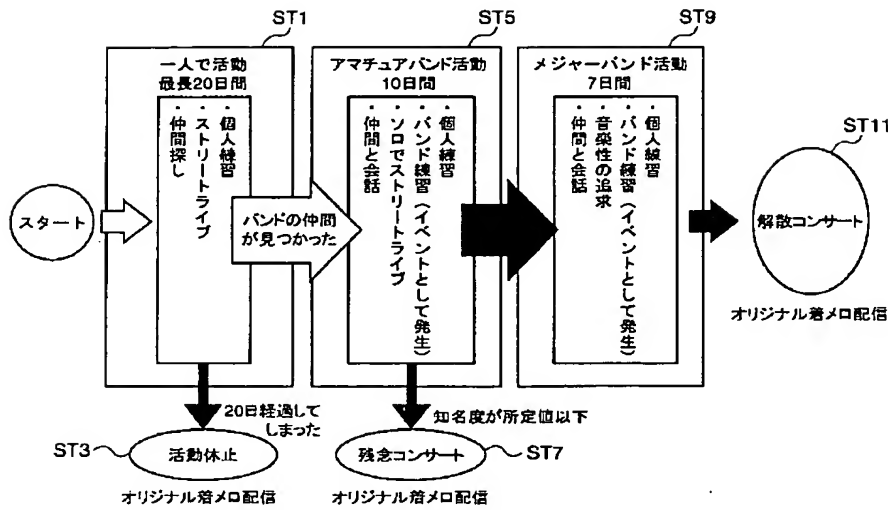 ST1
ST5
ST9
一人で活動
最長20日間
アマチュアバンド活動
10日間
メジャーバンド活動
7日間
ST11
・個人練習
・ストリートライブ
・仲間探し
・個人練習
・バンド練習（イベントとして発生）
・ソロでストリートライブ
・仲間と会話
・個人練習
・バンド練習（イベントとして発生）
・音楽性の追求
・仲間と会話
スタート
バンドの仲間
が見つかった
解散コンサート
オリジナル着メロ配信
20日経過して
しまった
知名度が所定値以下
ST3
活動休止
残念コンサート
ST7
オリジナル着メロ配信
オリジナル着メロ配信